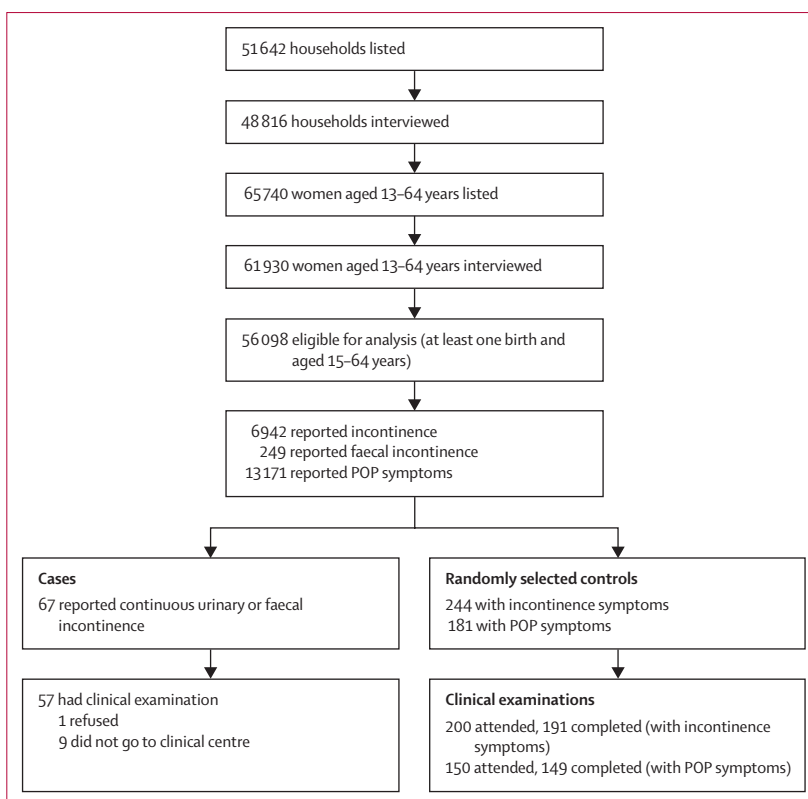 51 642 households listed
48 816 households interviewed
65 740 women aged 13–64 years listed
61 930 women aged 13–64 years interviewed
56 098 eligible for analysis (at least one birth and
aged 15–64 years)
6942 reported incontinence
249 reported faecal incontinence
13 171 reported POP symptoms
Cases
67 reported continuous urinary or faecal
incontinence
Randomly selected controls
244 with incontinence symptoms
181 with POP symptoms
57 had clinical examination
1 refused
9 did not go to clinical centre
Clinical examinations
200 attended, 191 completed (with incontinence
symptoms)
150 attended, 149 completed (with POP symptoms)